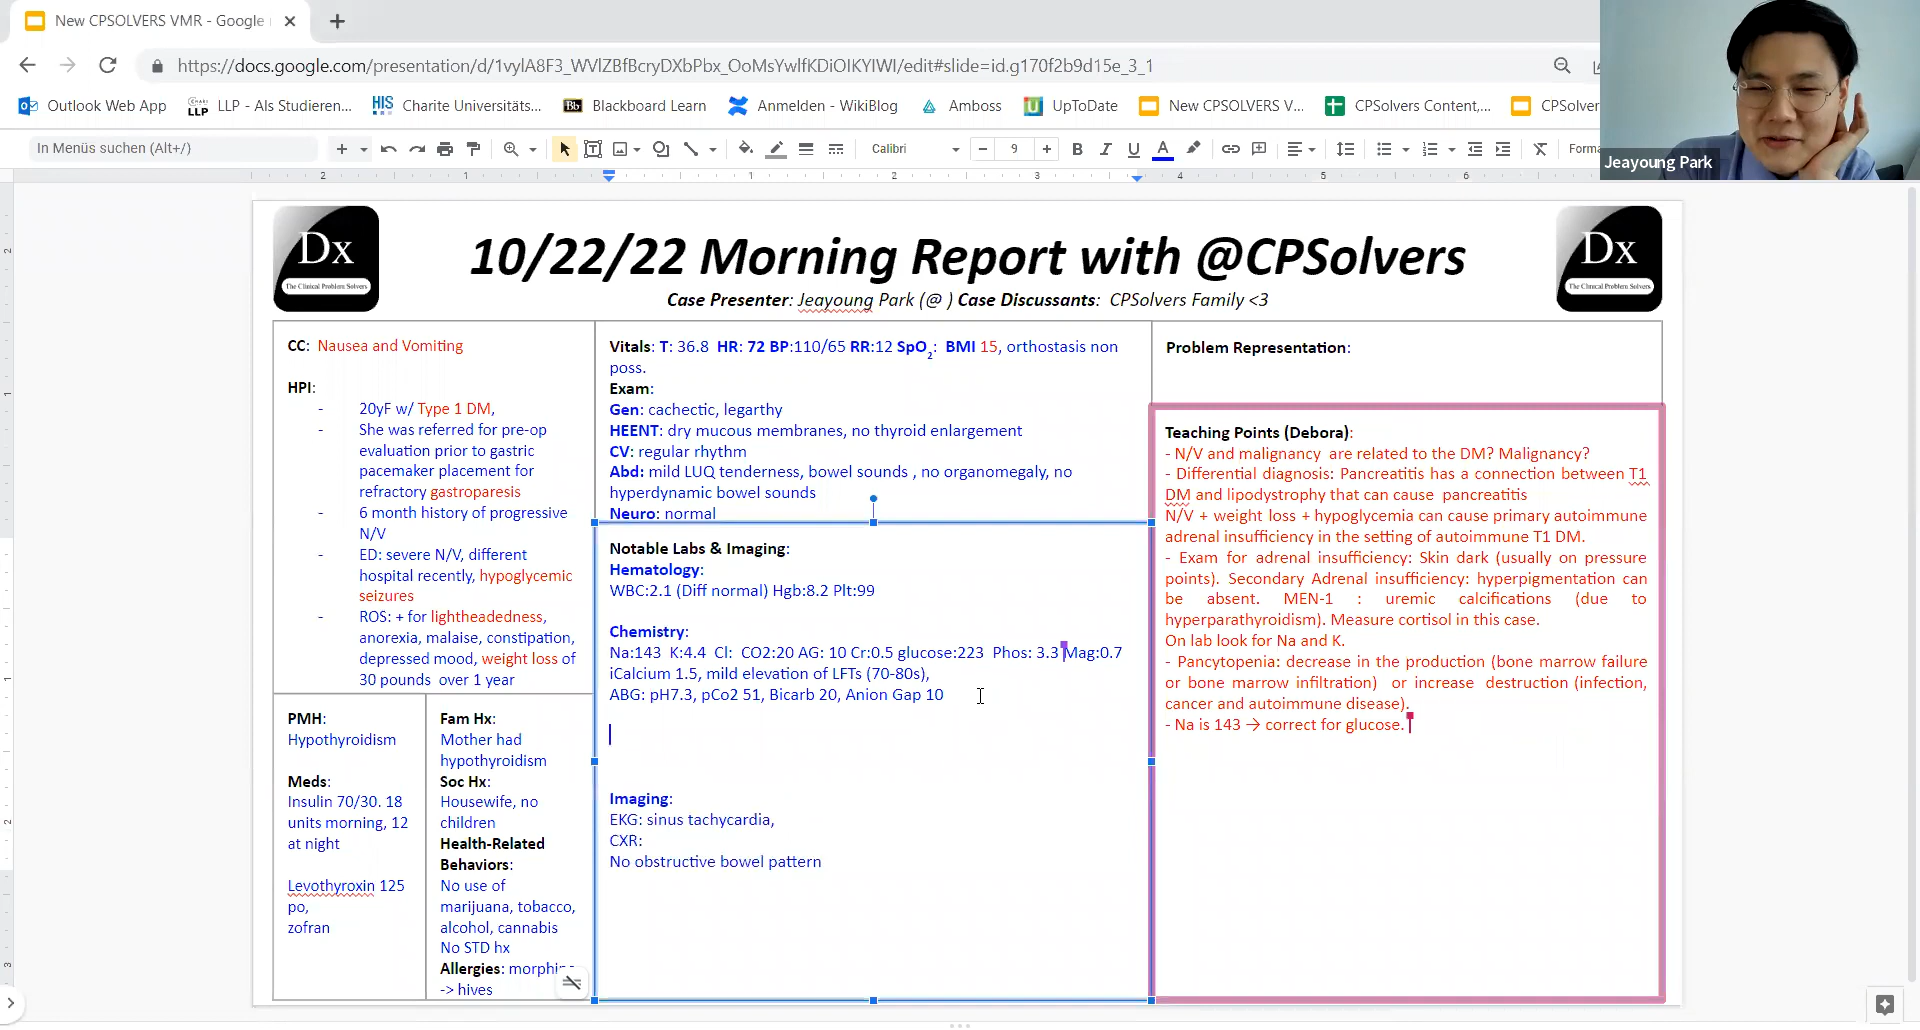 New CPSOLVERS VMR - Google
https://docs.google.com/presentation/d/1vylA8F3_WVlZBfBcryDXbPbx_OoMsYwlfKDiOIKYIWI/edit#slide=id.g170f2b9d15e_3_1
Outlook Web App
LLP - Als Studieren...
HIS
Charite Universitäts...
Bb
Blackboard Learn
Anmelden - WikiBlog
Amboss
UpToDate
New CPSOLVERS V...
CPSolvers Content,...
CPSolver
Jeayoung Park
In Menüs suchen (Alt+/)
Calibri
9
Forma
Dx
The Clinical Problem Solvers
10/22/22 Morning Report with @CPSolvers
Case Presenter: Jeayoung Park (@ ) Case Discussants: CPSolvers Family <3
Dx
The Clinical Problem Solvers
CC: Nausea and Vomiting
HPI:
- 20yF w/ Type 1 DM,
- She was referred for pre-op
evaluation prior to gastric
pacemaker placement for
refractory gastroparesis
- 6 month history of progressive
N/V
- ED: severe N/V, different
hospital recently, hypoglycemic
seizures
- ROS: + for lightheadedness,
anorexia, malaise, constipation,
depressed mood, weight loss of
30 pounds over 1 year
PMH:
Hypothyroidism
Meds:
Insulin 70/30. 18
units morning, 12
at night
Levothyroxin 125
po,
zofran
Fam Hx:
Mother had
hypothyroidism
Soc Hx:
Housewife, no
children
Health-Related
Behaviors:
No use of
marijuana, tobacco,
alcohol, cannabis
No STD hx
Allergies: morphine
-> hives
Vitals: T: 36.8 HR: 72 BP:110/65 RR:12 SpO2: BMI 15, orthostasis non
poss.
Exam:
Gen: cachectic, legarthy
HEENT: dry mucous membranes, no thyroid enlargement
CV: regular rhythm
Abd: mild LUQ tenderness, bowel sounds , no organomegaly, no
hyperdynamic bowel sounds
Neuro: normal
Notable Labs & Imaging:
Hematology:
WBC:2.1 (Diff normal) Hgb:8.2 Plt:99
Chemistry:
Na:143 K:4.4 Cl: CO2:20 AG: 10 Cr:0.5 glucose:223 Phos: 3.3 Mag:0.7
iCalcium 1.5, mild elevation of LFTs (70-80s),
ABG: pH7.3, pCo2 51, Bicarb 20, Anion Gap 10
Imaging:
EKG: sinus tachycardia,
CXR:
No obstructive bowel pattern
Problem Representation:
Teaching Points (Debora):
- N/V and malignancy are related to the DM? Malignancy?
- Differential diagnosis: Pancreatitis has a connection between T1
DM and lipodystrophy that can cause pancreatitis
N/V + weight loss + hypoglycemia can cause primary autoimmune
adrenal insufficiency in the setting of autoimmune T1 DM.
- Exam for adrenal insufficiency: Skin dark (usually on pressure
points). Secondary Adrenal insufficiency: hyperpigmentation can
be absent. MEN-1 : uremic calcifications (due to
hyperparathyroidism). Measure cortisol in this case.
On lab look for Na and K.
- Pancytopenia: decrease in the production (bone marrow failure
or bone marrow infiltration) or increase destruction (infection,
cancer and autoimmune disease).
- Na is 143 → correct for glucose.